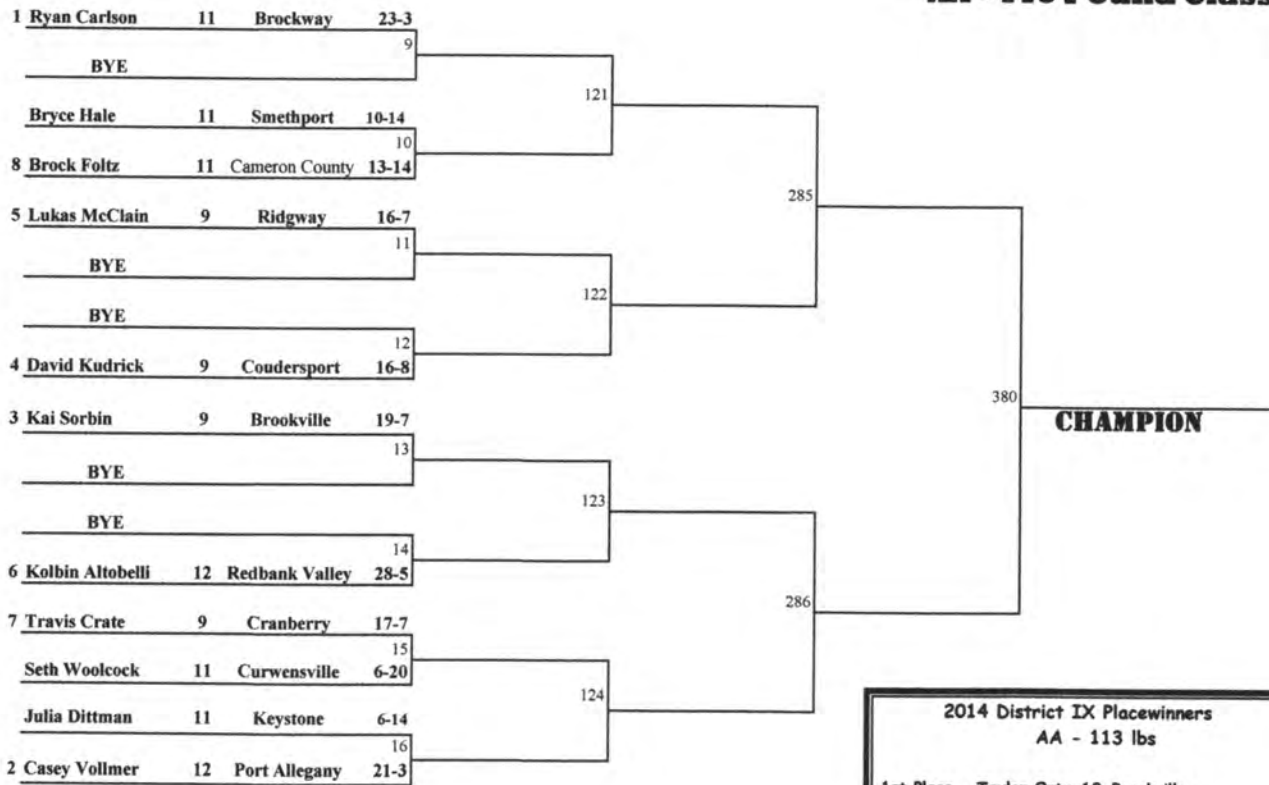 Pound Class
1 Ryan Carlson 11 Brockway 23-3
9
BYE
121
Bryce Hale 11 Smethport 10-14
10
8 Brock Foltz 11 Cameron County 13-14
285
5 Lukas McClain 9 Ridgway 16-7
11
BYE
122
BYE
12
4 David Kudrick 9 Coudersport 16-8
380
CHAMPION
3 Kai Sorbin 9 Brookville 19-7
13
BYE
123
BYE
14
6 Kolbin Altobelli 12 Redbank Valley 28-5
286
7 Travis Crate 9 Cranberry 17-7
15
Seth Woolcock 11 Curwensville 6-20
124
Julia Dittman 11 Keystone 6-14
16
2 Casey Vollmer 12 Port Allegany 21-3
2014 District IX Placewinners
AA - 113 lbs